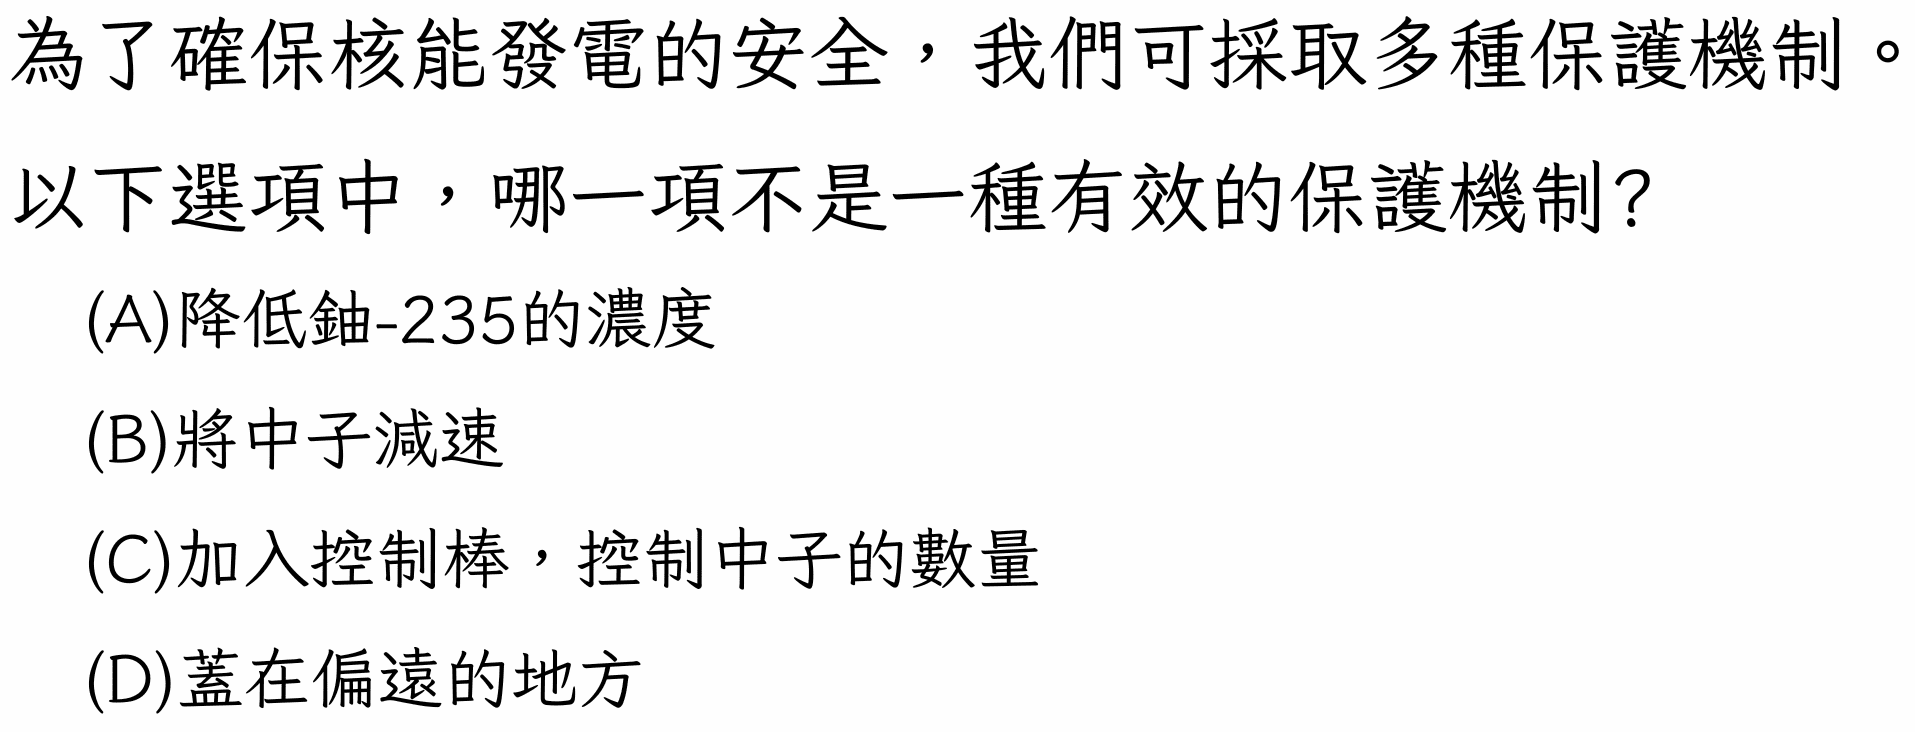 為了確保核能發電的安全，我們可採取多種保護機制。
以下選項中，哪一項不是一種有效的保護機制?
(A)降低鈾-235的濃度
(B)將中子減速
(C)加入控制棒，控制中子的數量
(D)蓋在偏遠的地方